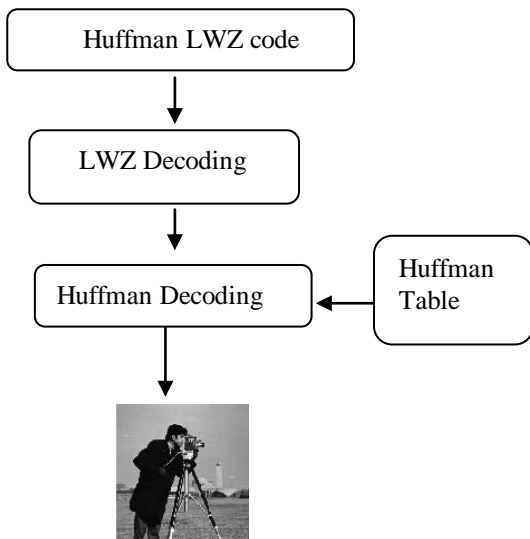 Huffman LWZ code
LWZ Decoding
Huffman Decoding
Huffman
Table